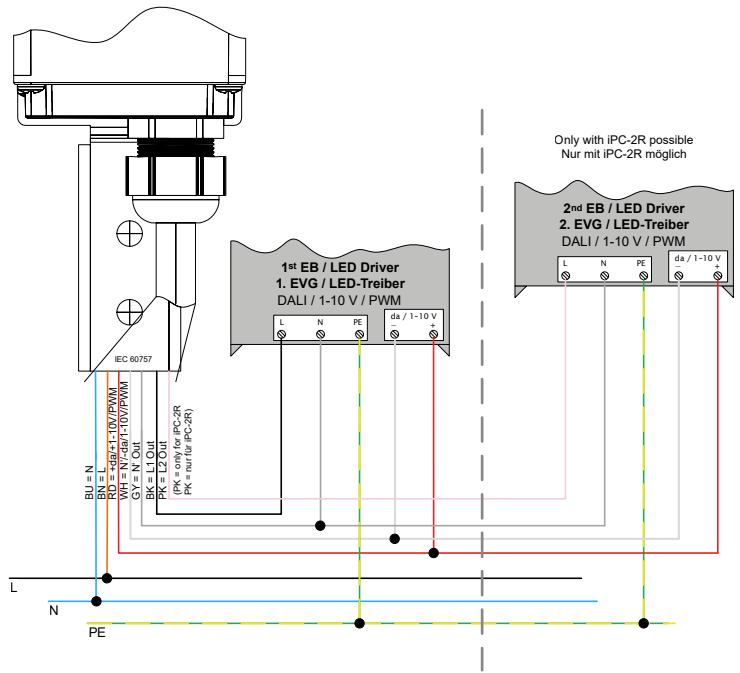 Only with iPC-2R possible
Nur mit iPC-2R möglich
2nd EB / LED Driver
2. EVG / LED-Treiber
DALI / 1-10 V / PWM
L
N
PE
da / 1-10 V
–
+
1st EB / LED Driver
1. EVG / LED-Treiber
DALI / 1-10 V / PWM
L
N
PE
da / 1-10 V
–
+
IEC 60757
BU = N
BN = L
RD = +da/+1-10V/PWM
WH = N'/-da/1-10V/PWM
GY = N' Out
BK = L1 Out
PK = L2 Out
(PK = only for iPC-2R
PK = nur für iPC-2R)
L
N
PE